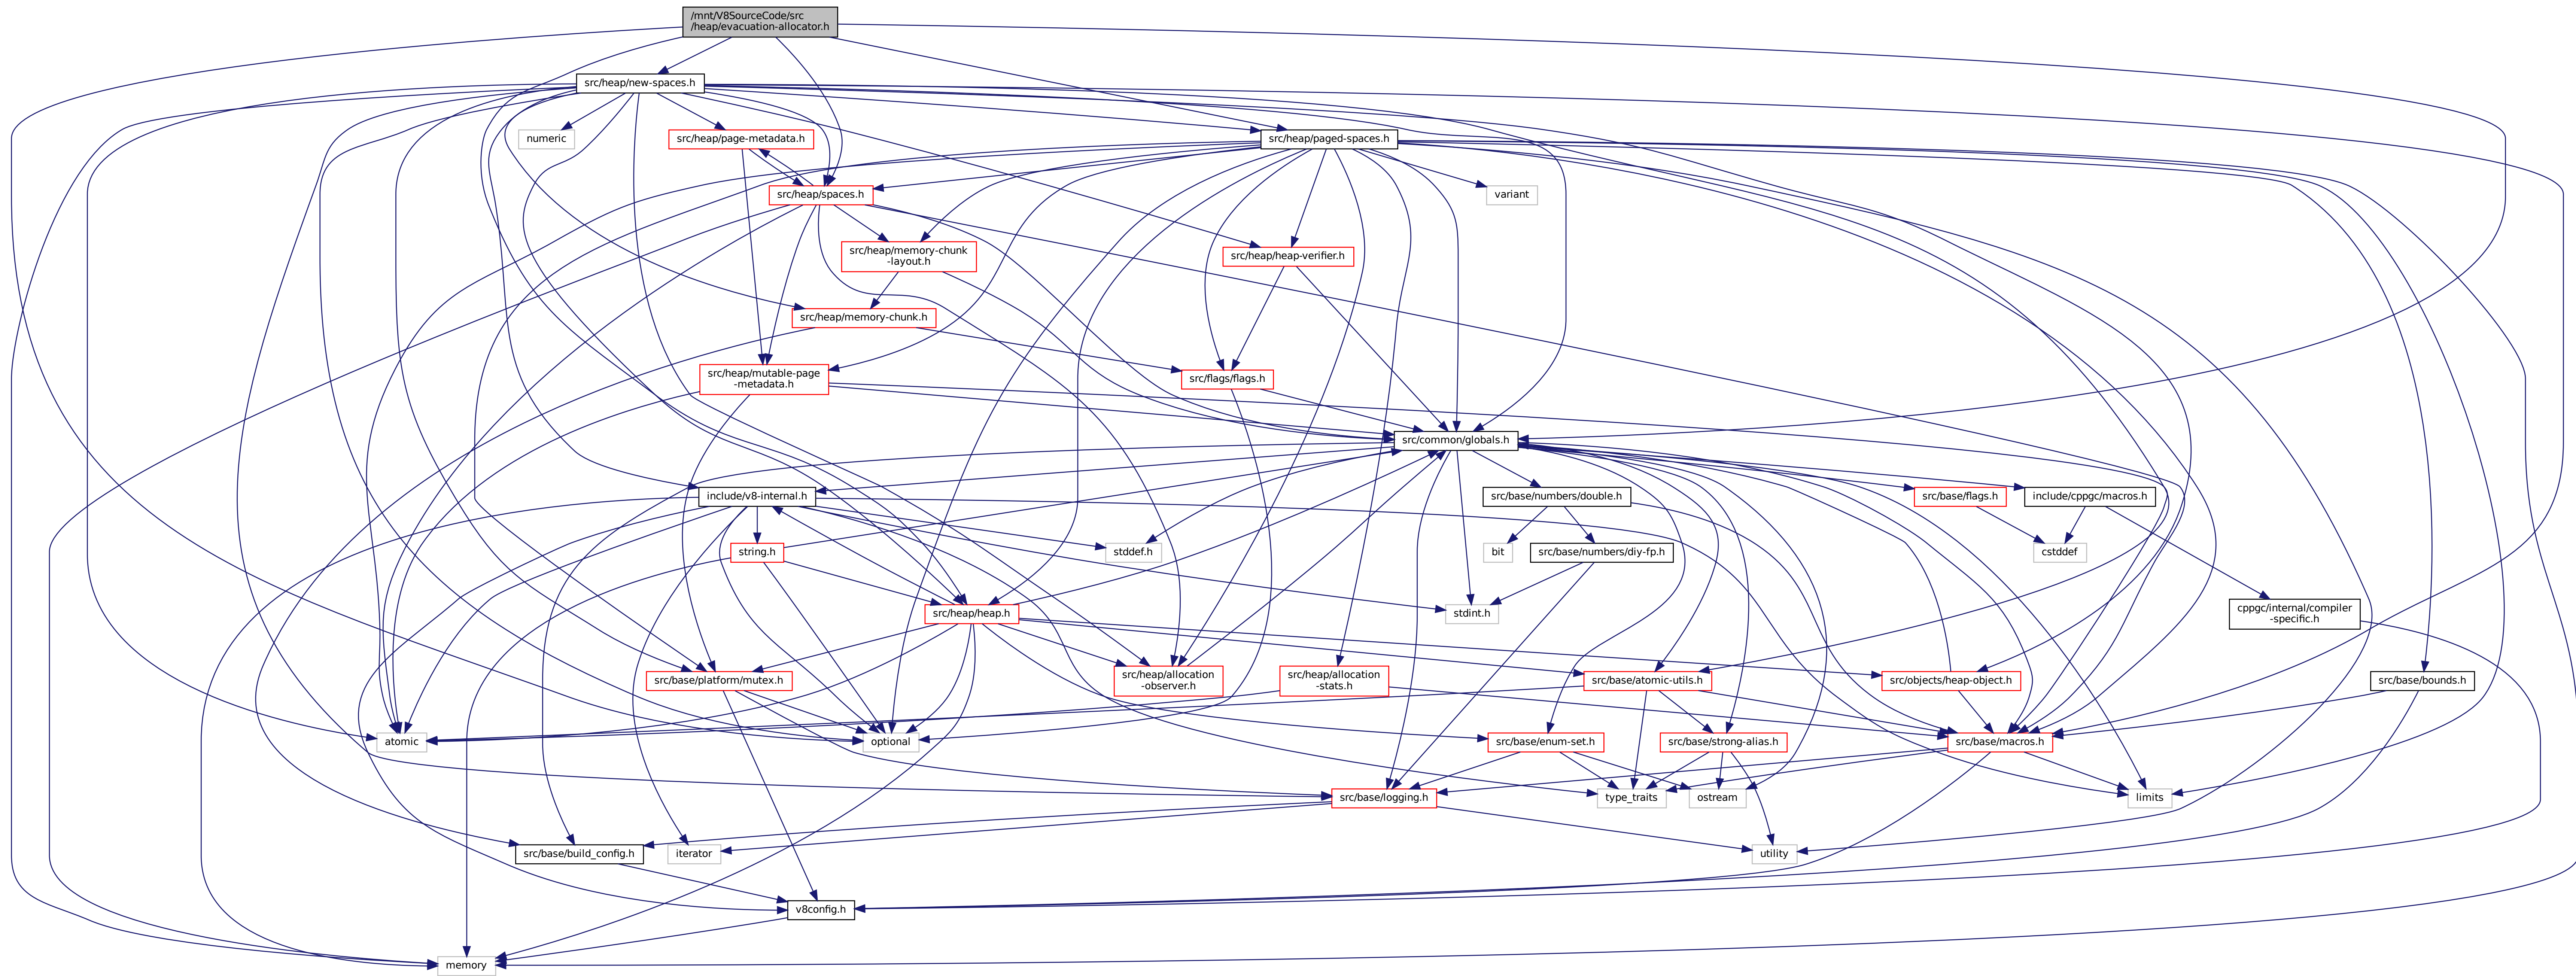 /mnt/V8SourceCode/src
/heap/evacuation-allocator.h
src/heap/new-spaces.h
numeric
src/heap/page-metadata.h
src/heap/paged-spaces.h
src/heap/spaces.h
variant
src/heap/memory-chunk
-layout.h
src/heap/heap-verifier.h
src/heap/memory-chunk.h
src/heap/mutable-page
-metadata.h
src/flags/flags.h
src/common/globals.h
include/v8-internal.h
src/base/numbers/double.h
src/base/flags.h
include/cppgc/macros.h
string.h
stddef.h
bit
src/base/numbers/diy-fp.h
cstddef
src/heap/heap.h
stdint.h
cppgc/internal/compiler
-specific.h
src/base/platform/mutex.h
src/heap/allocation
-observer.h
src/heap/allocation
-stats.h
src/base/atomic-utils.h
src/objects/heap-object.h
src/base/bounds.h
atomic
optional
src/base/enum-set.h
src/base/strong-alias.h
src/base/macros.h
src/base/logging.h
type_traits
ostream
limits
src/base/build_config.h
iterator
utility
v8config.h
memory